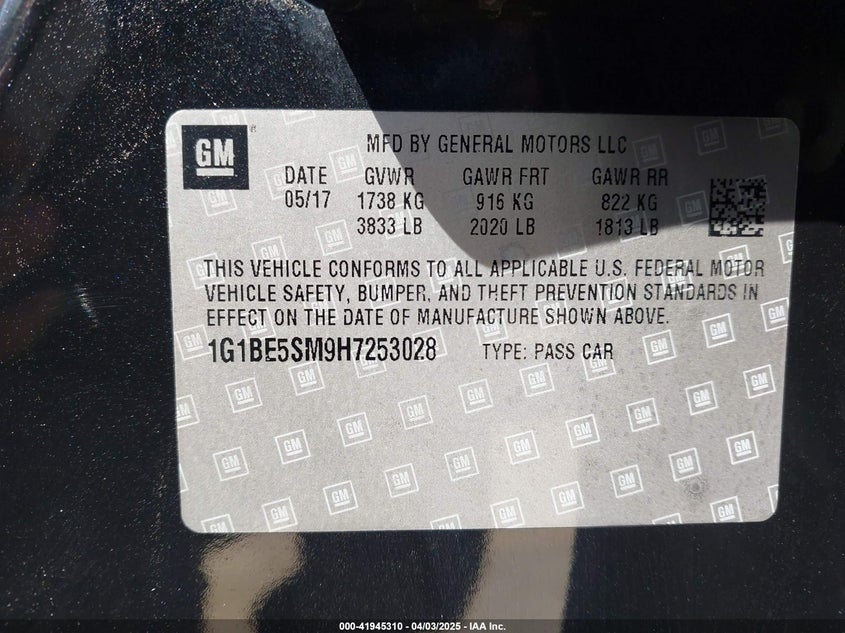 GM
MFD BY GENERAL MOTORS LLC
DATE GVWR GAWR FRT GAWR RR
05/17 1738 KG 916 KG 822 KG
3833 LB 2020 LB 1813 LB
THIS VEHICLE CONFORMS TO ALL APPLICABLE U.S. FEDERAL MOTOR
VEHICLE SAFETY, BUMPER, AND THEFT PREVENTION STANDARDS IN
EFFECT ON THE DATE OF MANUFACTURE SHOWN ABOVE.
1G1BE5SM9H7253028 TYPE: PASS CAR
000-41945310 | 04/03/2025 - IAA Inc.